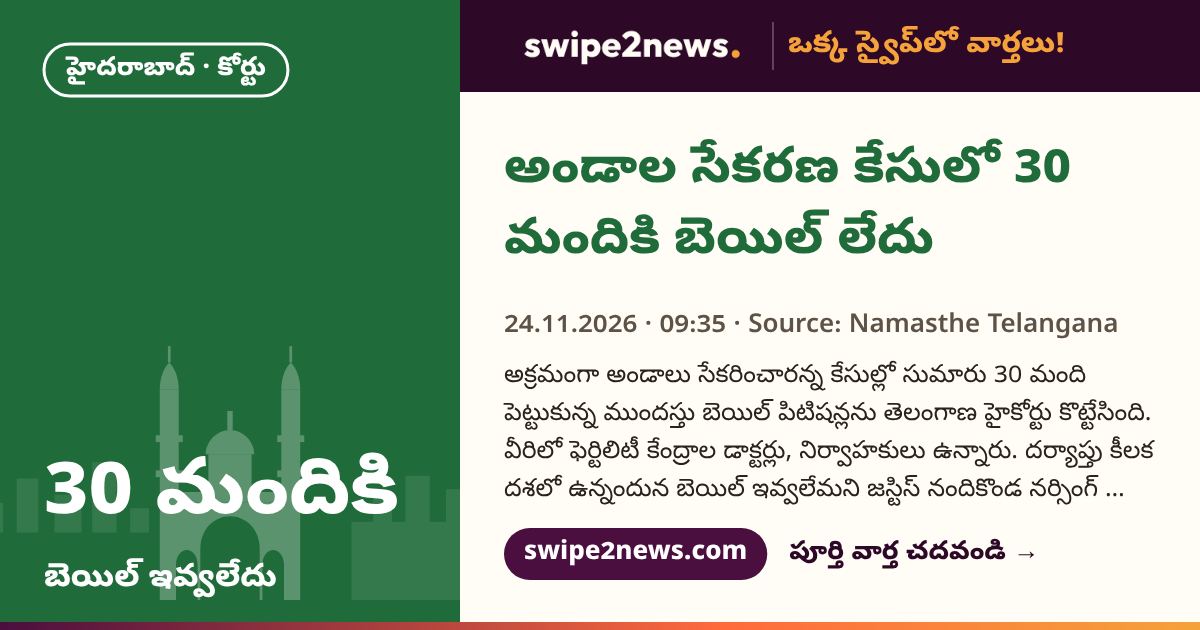 హైదరాబాద్ · కోర్టు
30 మందికి
బెయిల్ ఇవ్వలేదు
swipe2news.
ఒక్క స్వైప్‌లో వార్తలు!
అండాల సేకరణ కేసులో 30
మందికి బెయిల్ లేదు
24.11.2026 · 09:35 · Source: Namasthe Telangana
అక్రమంగా అండాలు సేకరించారన్న కేసుల్లో సుమారు 30 మంది
పెట్టుకున్న ముందస్తు బెయిల్ పిటిషన్లను తెలంగాణ హైకోర్టు కొట్టేసింది.
వీరిలో ఫెర్టిలిటీ కేంద్రాల డాక్టర్లు, నిర్వాహకులు ఉన్నారు. దర్యాప్తు కీలక
దశలో ఉన్నందున బెయిల్ ఇవ్వలేమని జస్టిస్ నందికొండ నర్సింగ్ ...
swipe2news.com
పూర్తి వార్త చదవండి →